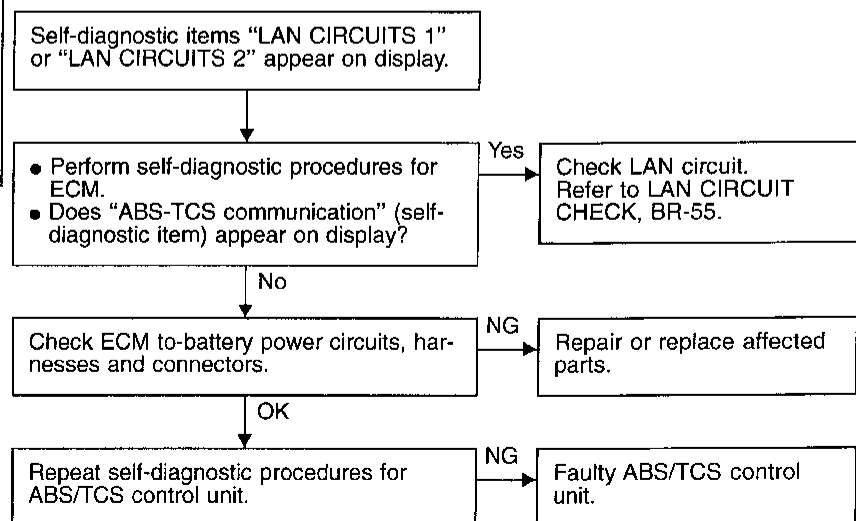 Self-diagnostic items “LAN CIRCUITS 1”
or “LAN CIRCUITS 2” appear on display.
● Perform self-diagnostic procedures for
ECM.
● Does “ABS-TCS communication” (self-
diagnostic item) appear on display?
Yes
Check LAN circuit.
Refer to LAN CIRCUIT
CHECK, BR-55.
No
Check ECM to-battery power circuits, har-
nesses and connectors.
NG
Repair or replace affected
parts.
OK
Repeat self-diagnostic procedures for
ABS/TCS control unit.
NG
Faulty ABS/TCS control
unit.